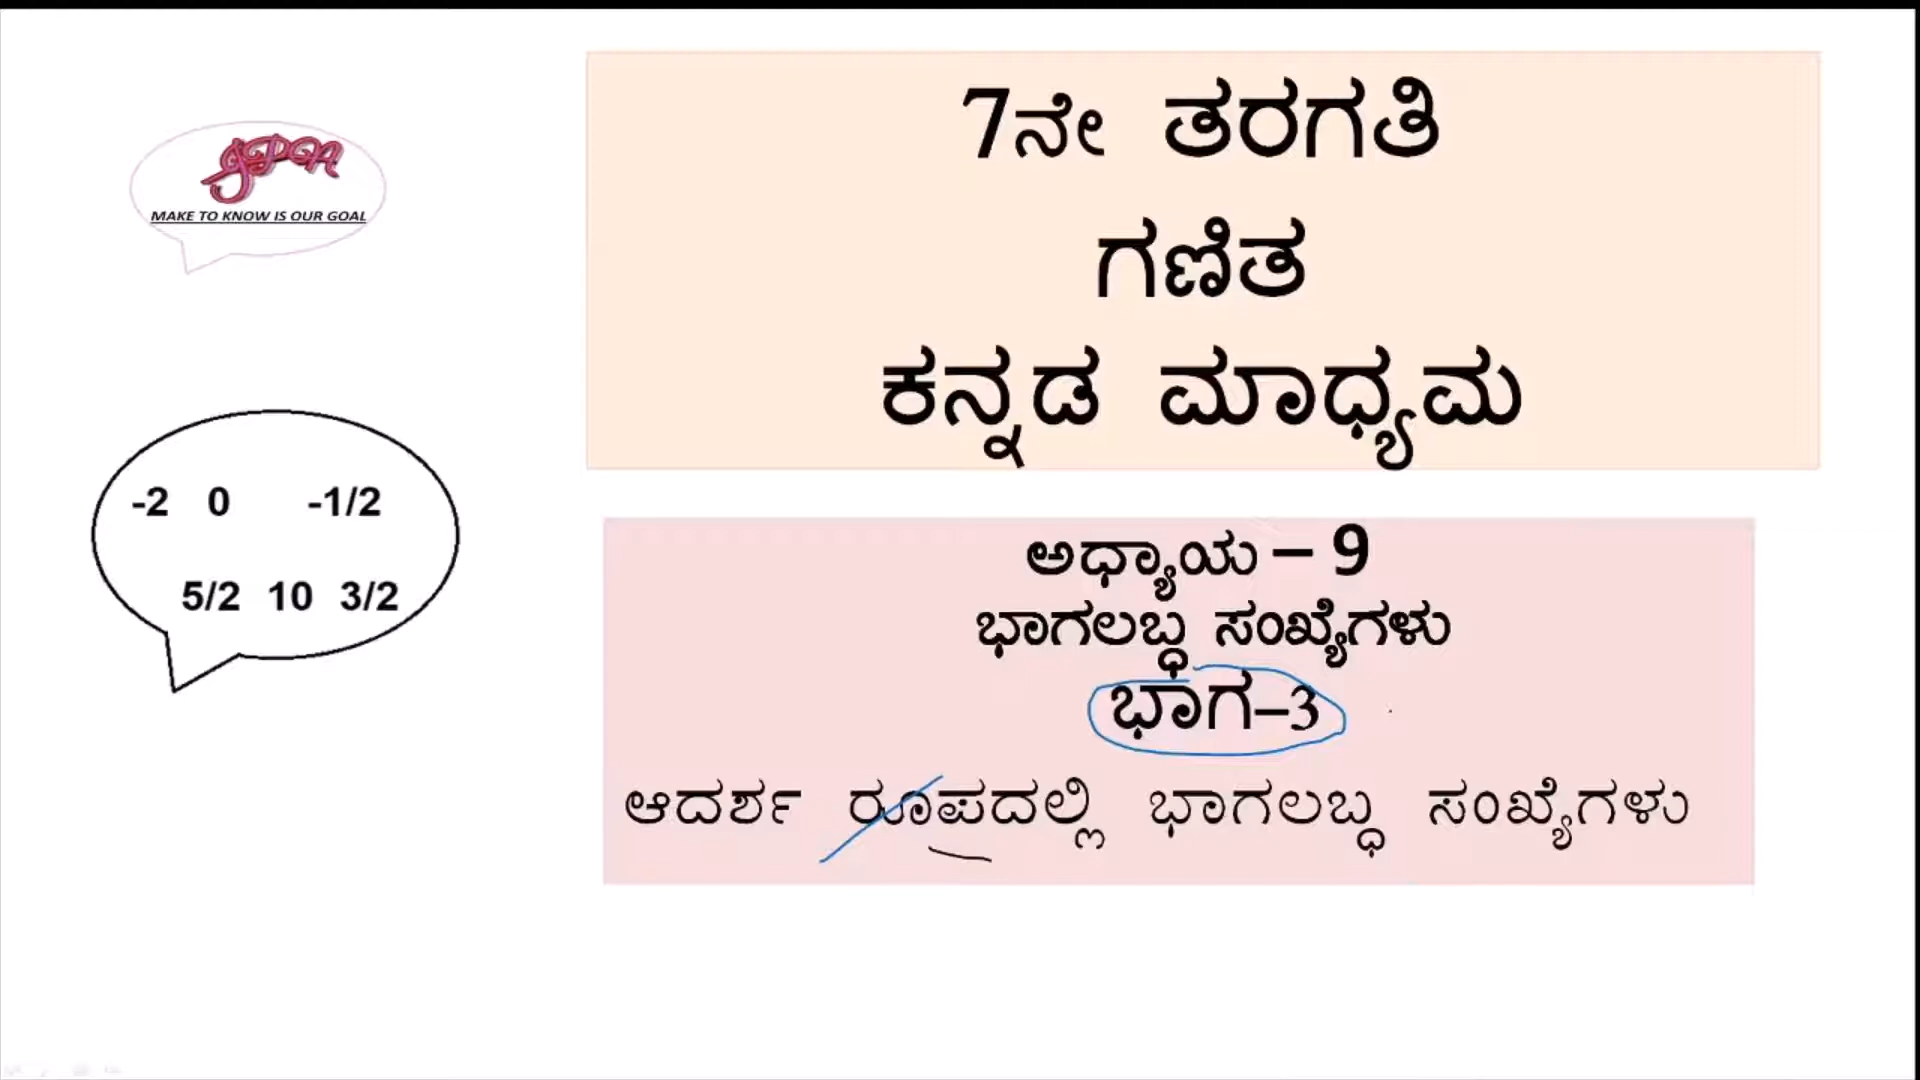 JPGA
MAKE TO KNOW IS OUR GOAL
7ನೇ ತರಗತಿ
ಗಣಿತ
ಕನ್ನಡ ಮಾಧ್ಯಮ
-2 0 -1/2
5/2 10 3/2
ಅಧ್ಯಾಯ – 9
ಭಾಗಲಬ್ಧ ಸಂಖ್ಯೆಗಳು
ಭಾಗ–3
ಆದರ್ಶ ರೂಪದಲ್ಲಿ ಭಾಗಲಬ್ಧ ಸಂಖ್ಯೆಗಳು